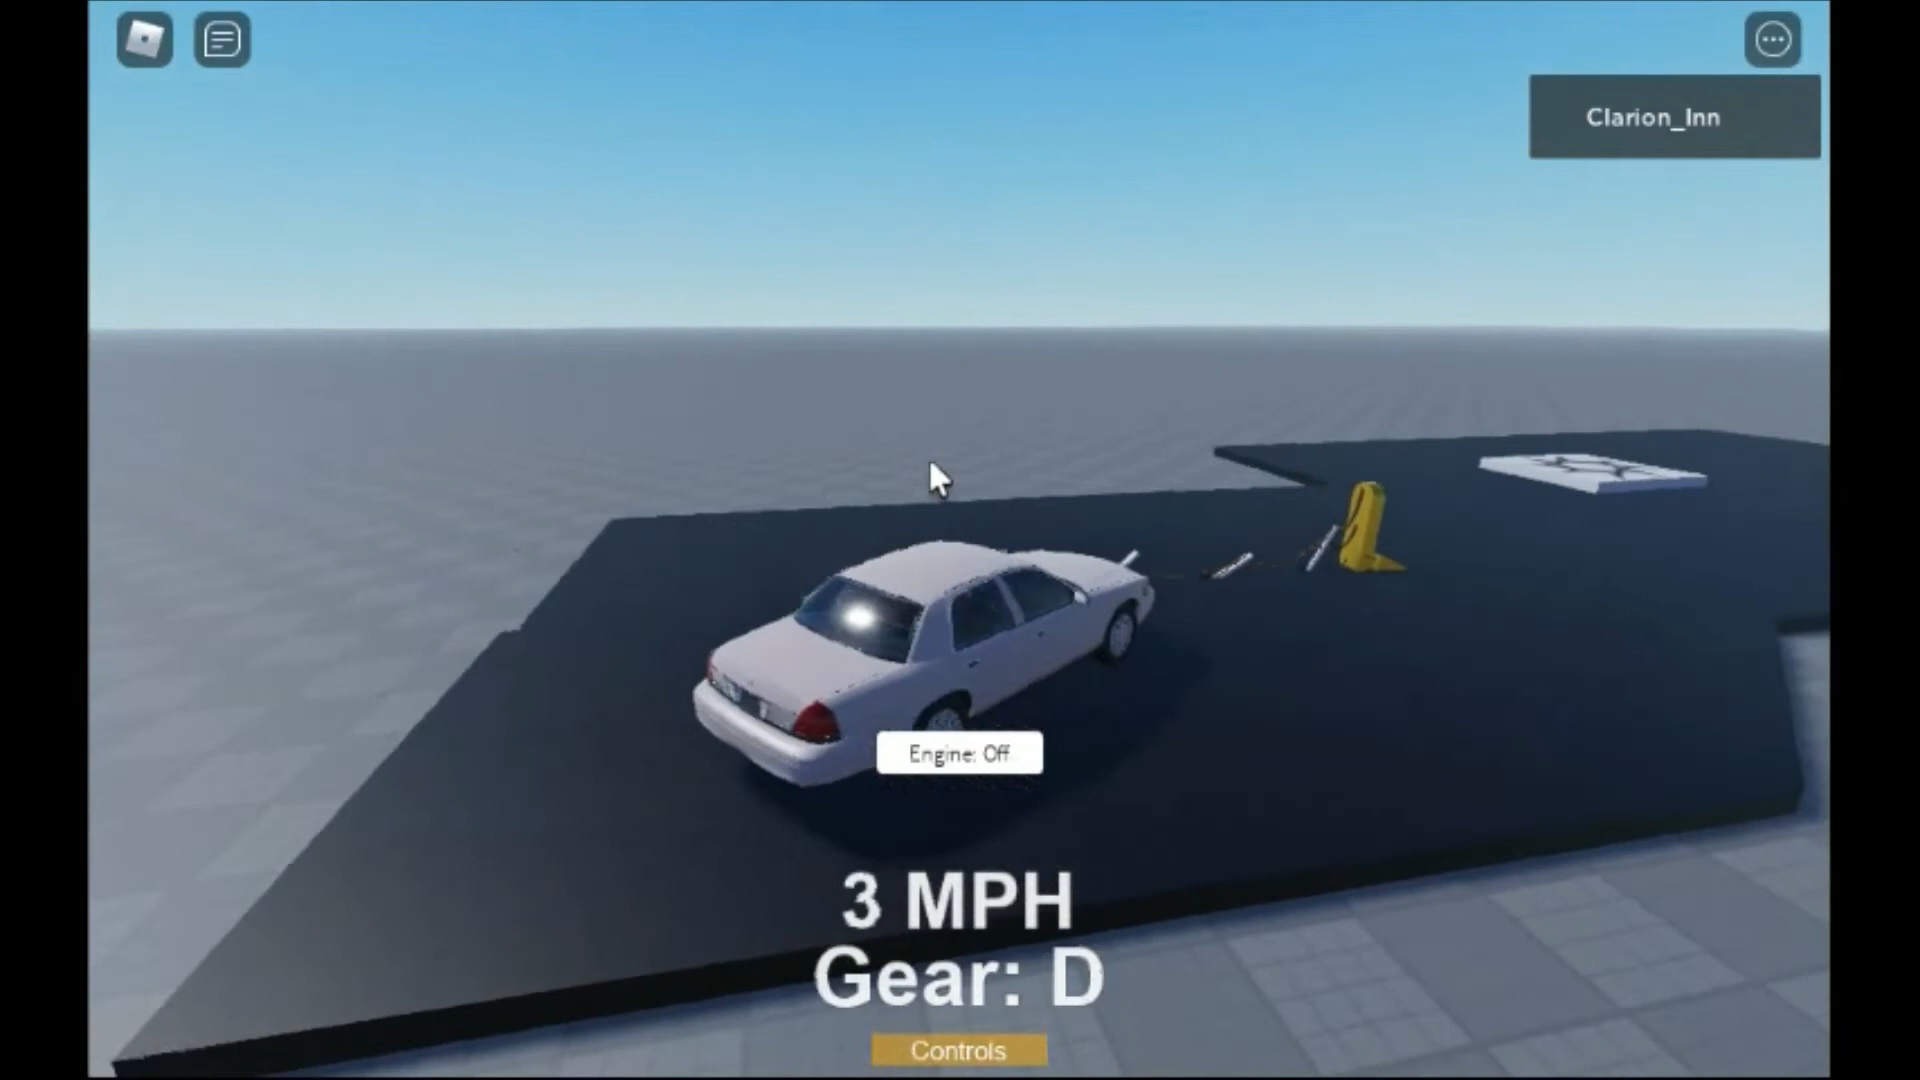 Clarion_Inn
Engine: Off
3 MPH
Gear: D
Controls